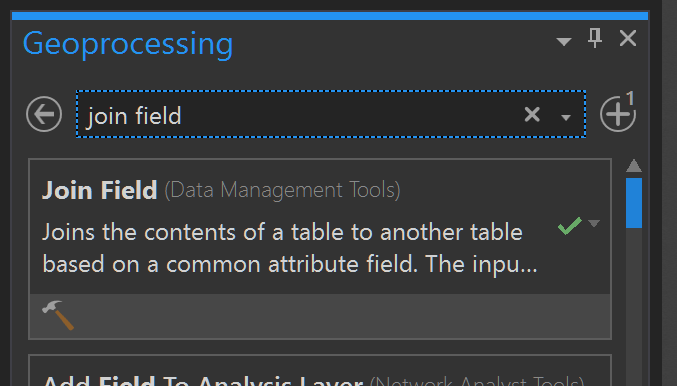 Geoprocessing
join field
1
Join Field (Data Management Tools)
Joins the contents of a table to another table
based on a common attribute field. The inpu...
Add Field To Analysis Layer (Network Analyst Tools)